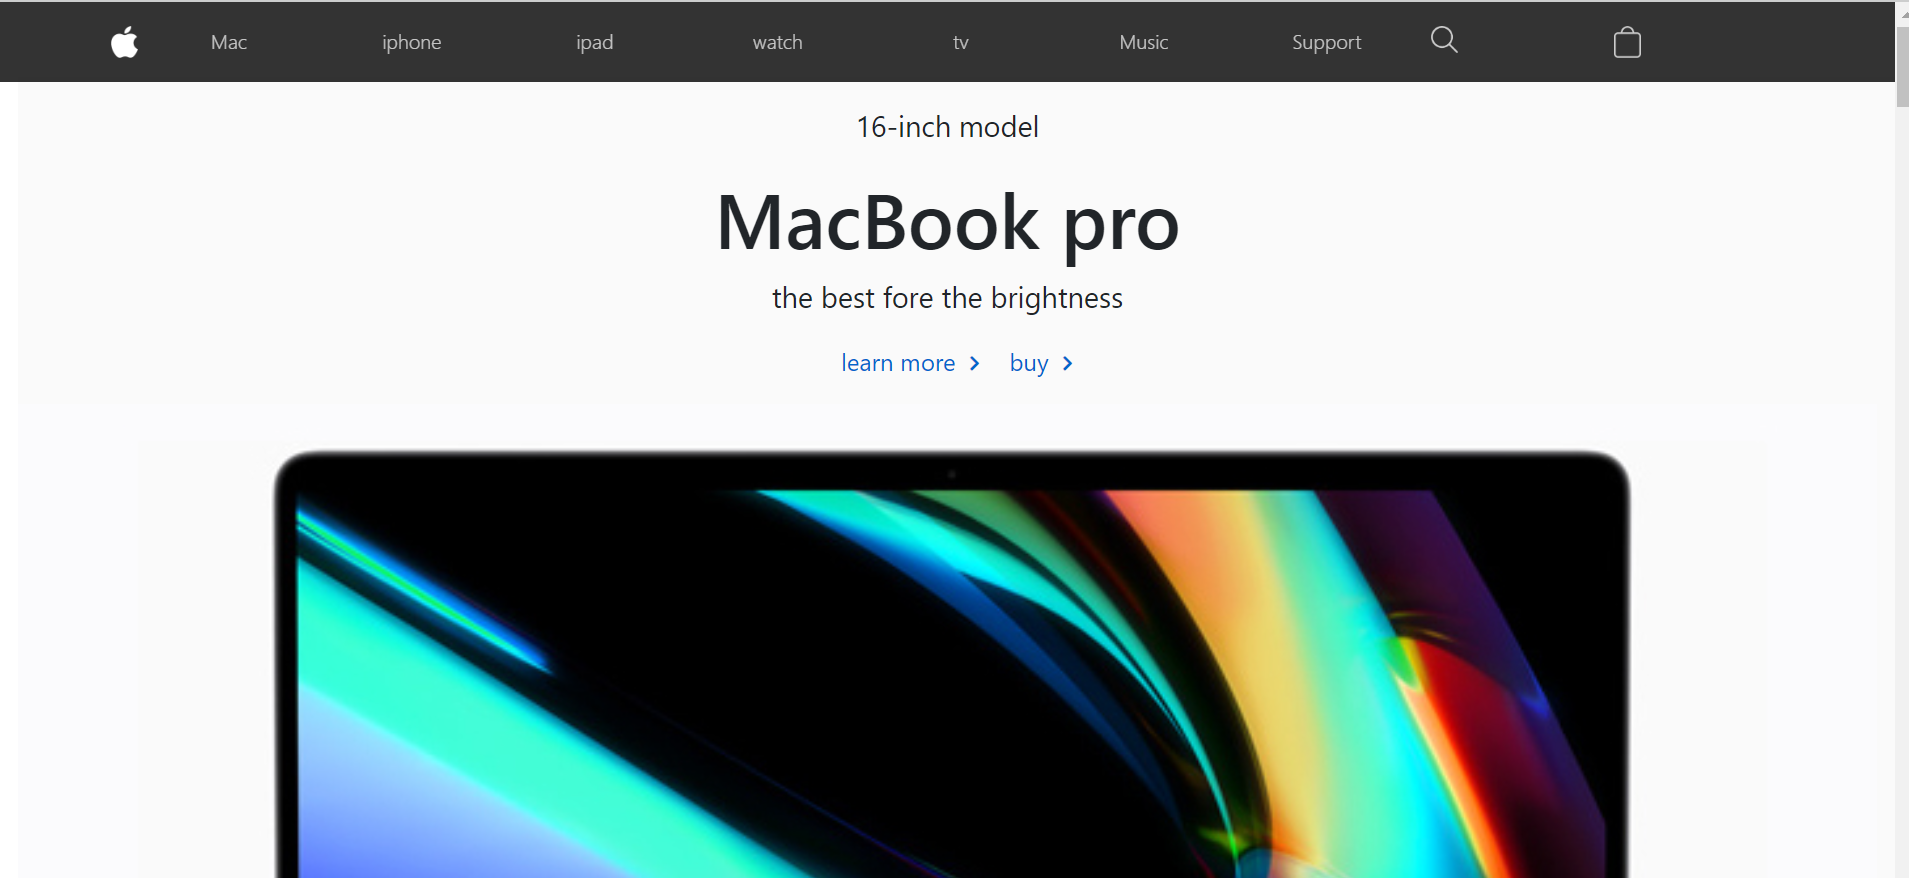 Mac iphone ipad watch tv Music Support
16-inch model
MacBook pro
the best fore the brightness
learn more buy